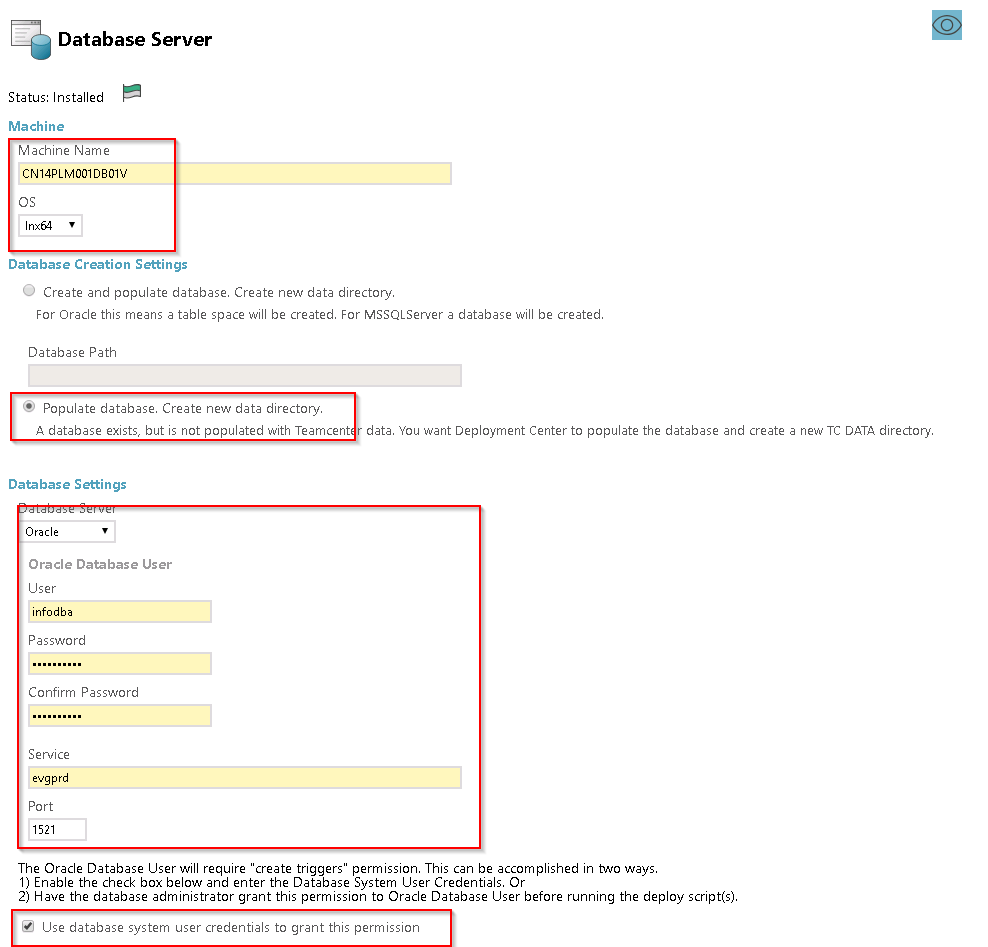 Database Server
Status: Installed
Machine
Machine Name
CN14PLM001DB01V
OS
lnx64
Database Creation Settings
Create and populate database. Create new data directory.
For Oracle this means a table space will be created. For MSSQLServer a database will be created.
Database Path
Populate database. Create new data directory.
A database exists, but is not populated with Teamcenter data. You want Deployment Center to populate the database and create a new TC DATA directory.
Database Settings
Database Server
Oracle
Oracle Database User
User
infodba
Password
••••••••••
Confirm Password
••••••••••
Service
evgprd
Port
1521
The Oracle Database User will require "create triggers" permission. This can be accomplished in two ways.
1) Enable the check box below and enter the Database System User Credentials. Or
2) Have the database administrator grant this permission to Oracle Database User before running the deploy script(s).
Use database system user credentials to grant this permission